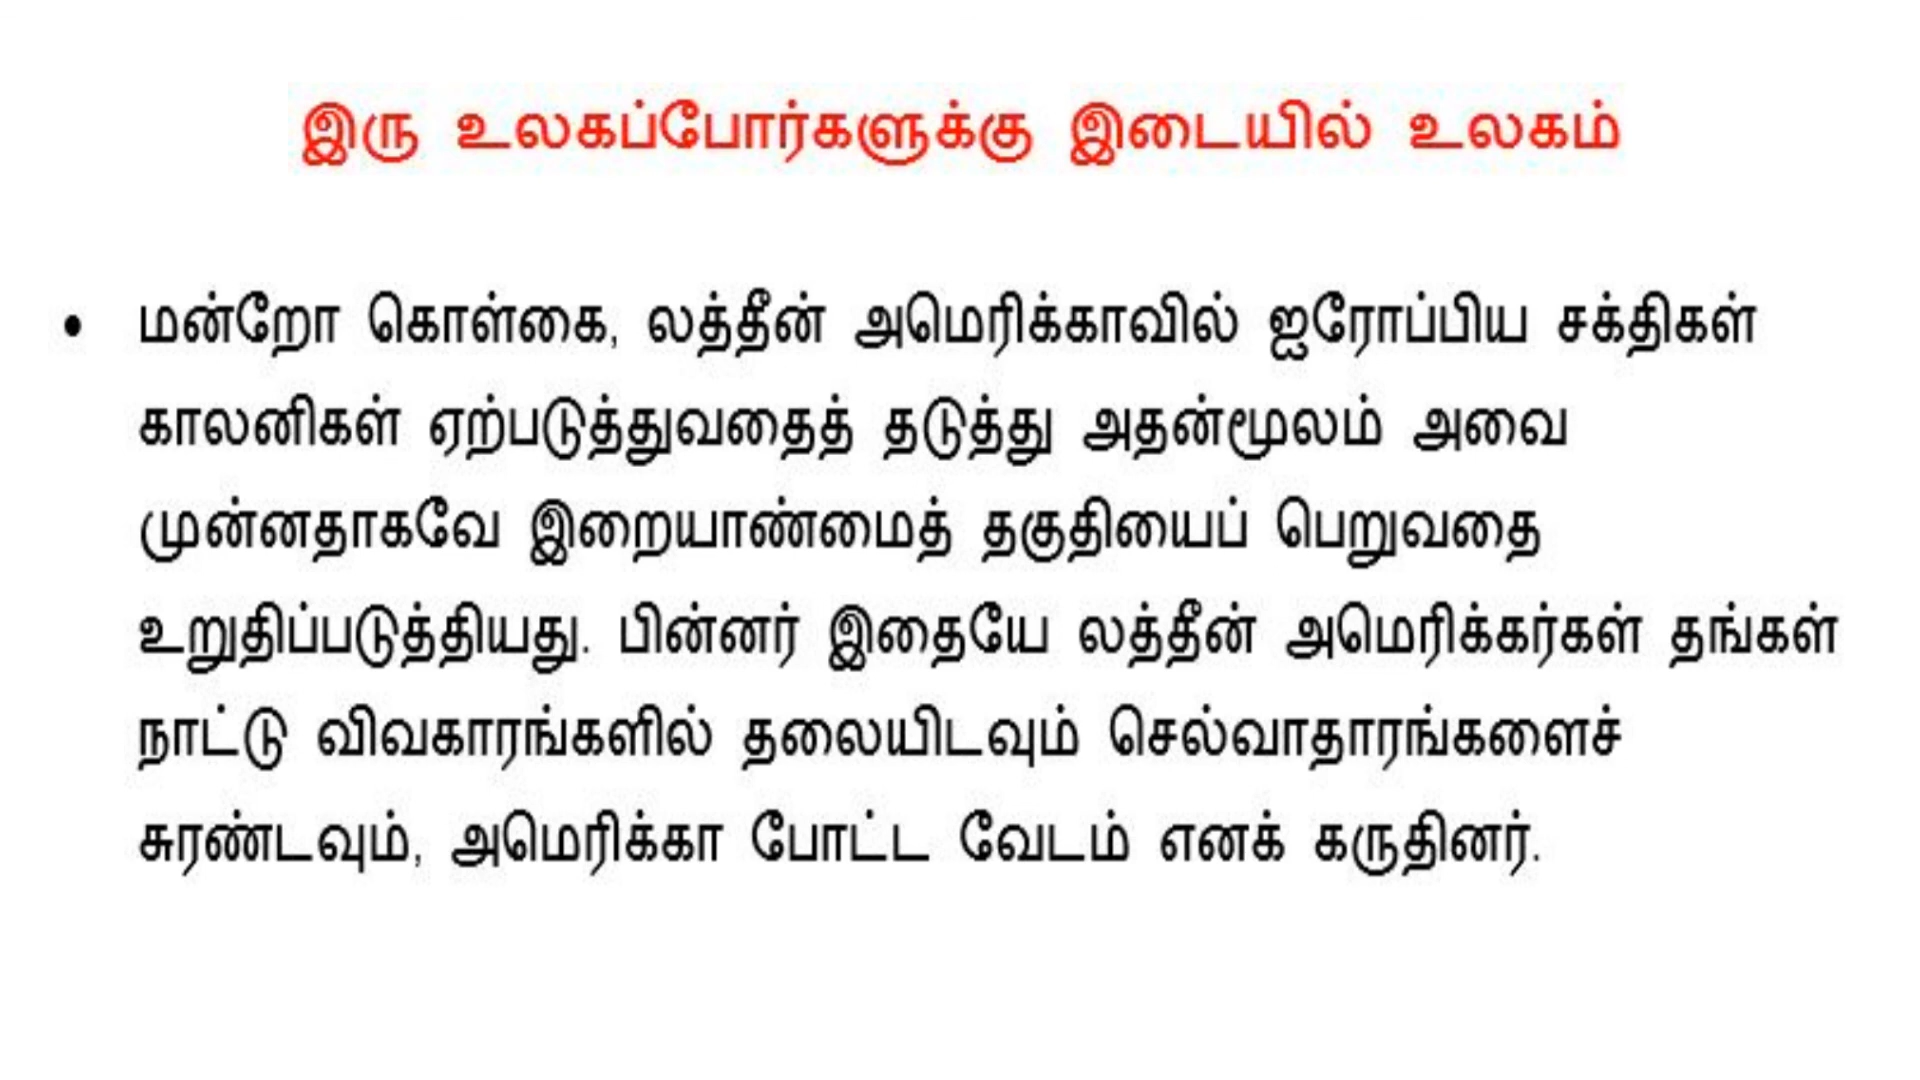 இரு உலகப்போர்களுக்கு இடையில் உலகம்
• மன்றோ கொள்கை, லத்தீன் அமெரிக்காவில் ஐரோப்பிய சக்திகள்
காலனிகள் ஏற்படுத்துவதைத் தடுத்து அதன்மூலம் அவை
முன்னதாகவே இறையாண்மைத் தகுதியைப் பெறுவதை
உறுதிப்படுத்தியது. பின்னர் இதையே லத்தீன் அமெரிக்கர்கள் தங்கள்
நாட்டு விவகாரங்களில் தலையிடவும் செல்வாதாரங்களைச்
சுரண்டவும், அமெரிக்கா போட்ட வேடம் எனக் கருதினர்.